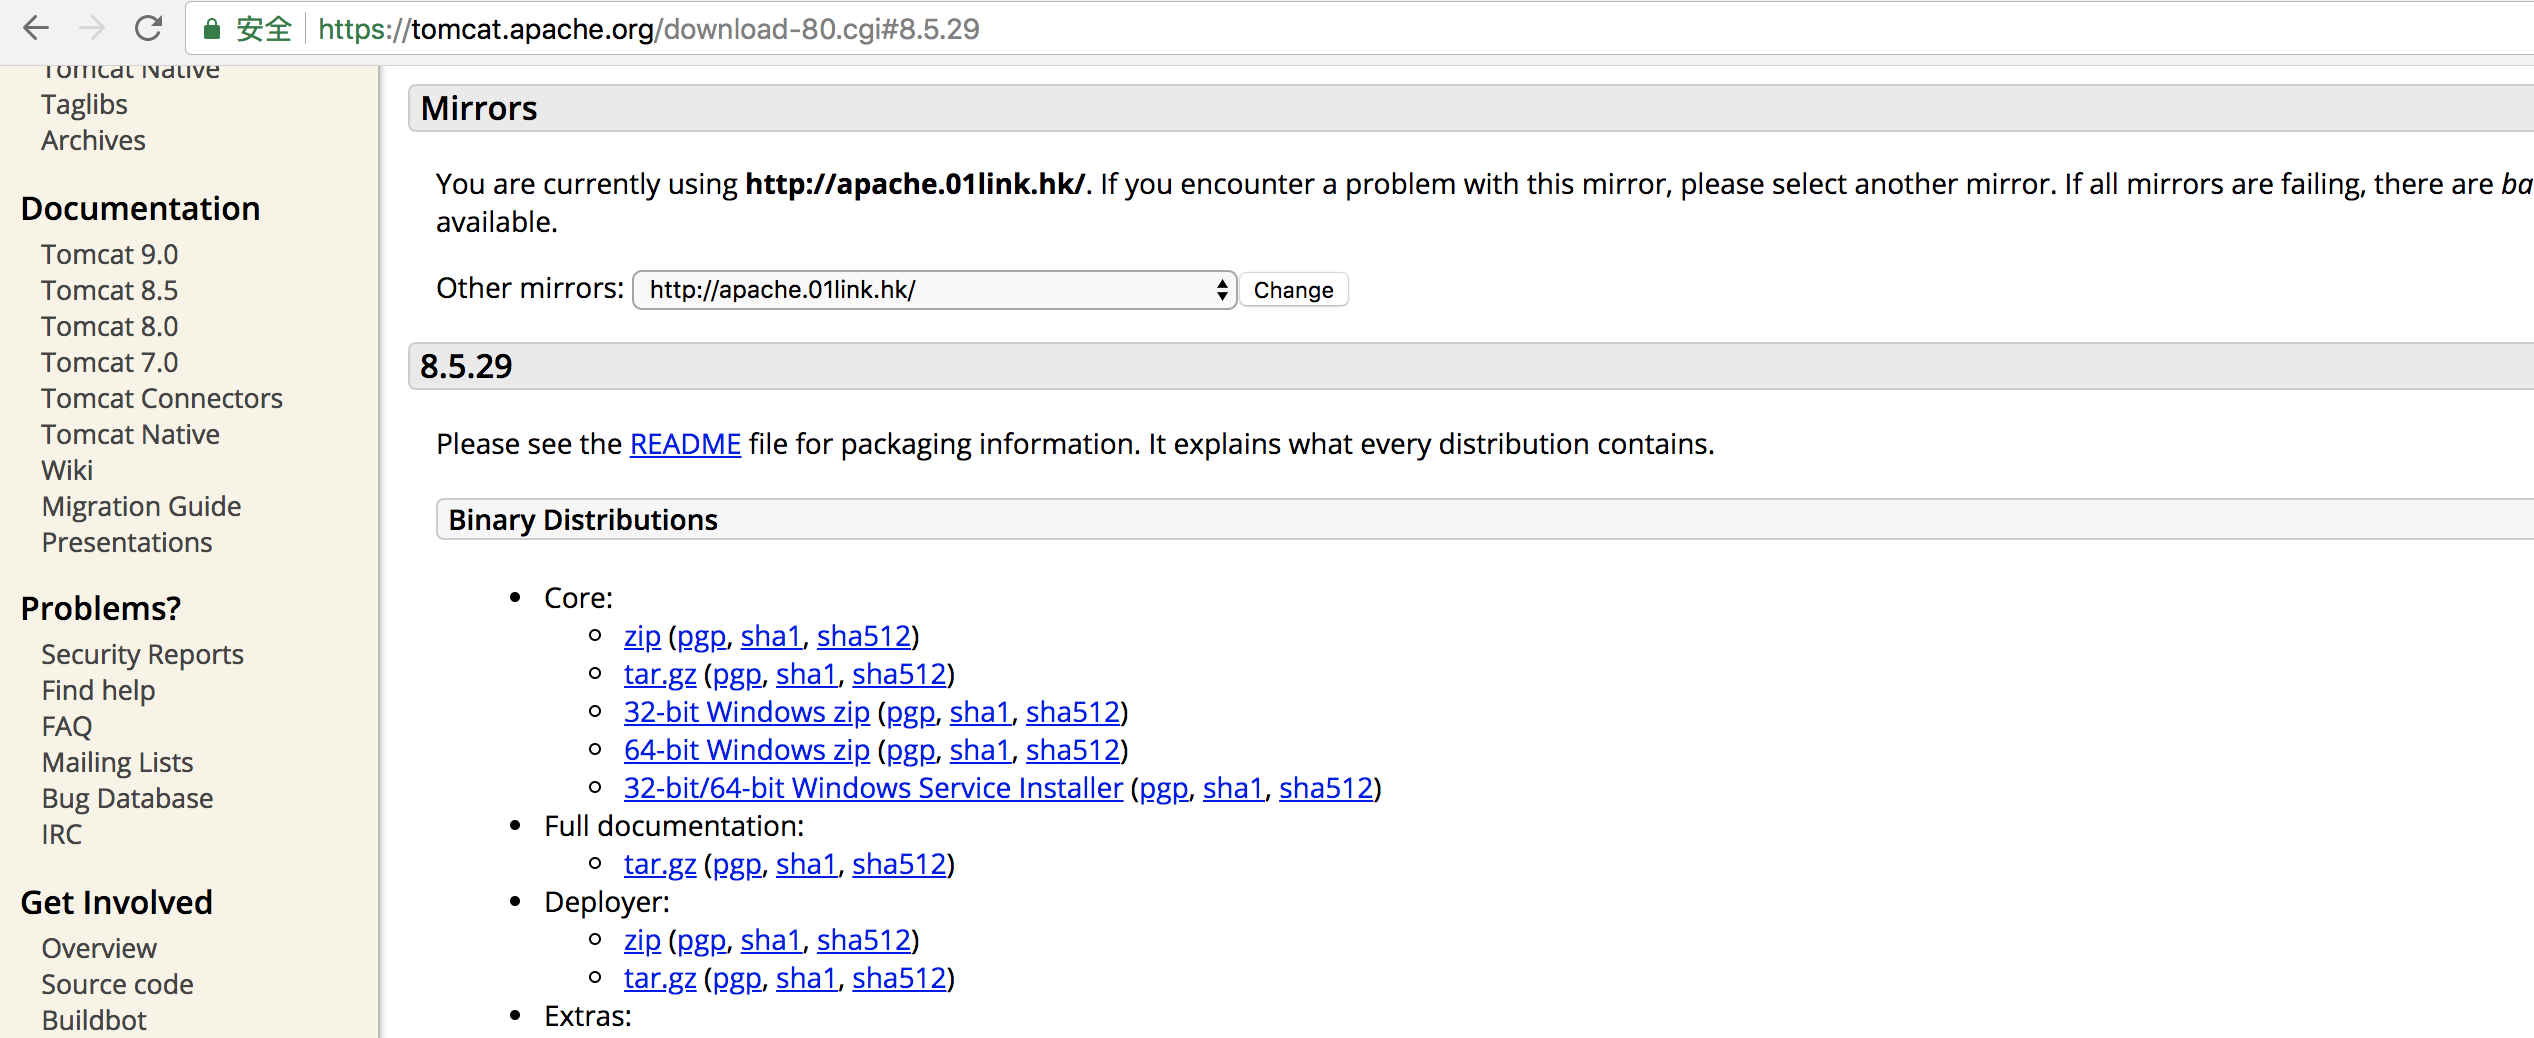 安全 https://tomcat.apache.org/download-80.cgi#8.5.29
Tomcat Native
Taglibs
Archives
Documentation
Tomcat 9.0
Tomcat 8.5
Tomcat 8.0
Tomcat 7.0
Tomcat Connectors
Tomcat Native
Wiki
Migration Guide
Presentations
Problems?
Security Reports
Find help
FAQ
Mailing Lists
Bug Database
IRC
Get Involved
Overview
Source code
Buildbot
Mirrors
You are currently using http://apache.01link.hk/. If you encounter a problem with this mirror, please select another mirror. If all mirrors are failing, there are ba
available.
Other mirrors: http://apache.01link.hk/ Change
8.5.29
Please see the README file for packaging information. It explains what every distribution contains.
Binary Distributions
• Core:
zip (pgp, sha1, sha512)
tar.gz (pgp, sha1, sha512)
32-bit Windows zip (pgp, sha1, sha512)
64-bit Windows zip (pgp, sha1, sha512)
32-bit/64-bit Windows Service Installer (pgp, sha1, sha512)
• Full documentation:
tar.gz (pgp, sha1, sha512)
• Deployer:
zip (pgp, sha1, sha512)
tar.gz (pgp, sha1, sha512)
• Extras: